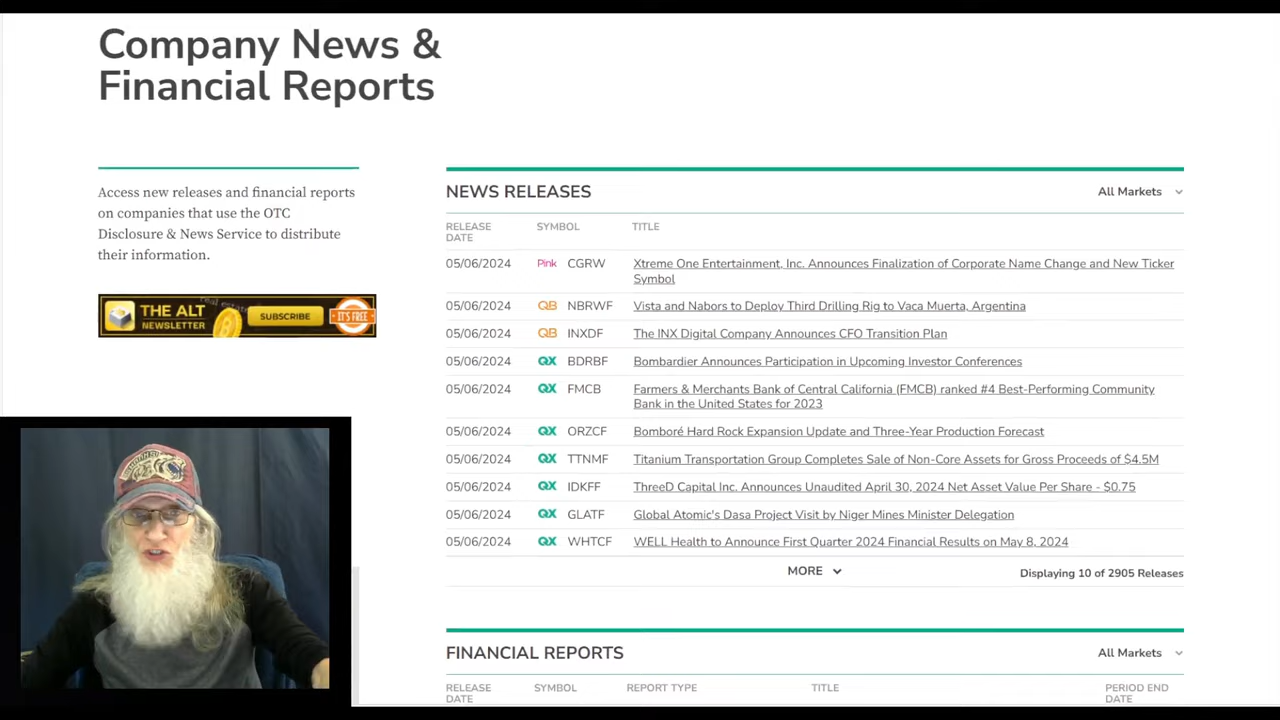 Company News &
Financial Reports
Access new releases and financial reports
on companies that use the OTC
Disclosure & News Service to distribute
their information.
THE ALT
NEWSLETTER
real estate
SUBSCRIBE
IT'S FREE
NEWS RELEASES
All Markets
RELEASE
DATE
SYMBOL
TITLE
05/06/2024 Pink CGRW Xtreme One Entertainment, Inc. Announces Finalization of Corporate Name Change and New Ticker
Symbol
05/06/2024 QB NBRWF Vista and Nabors to Deploy Third Drilling Rig to Vaca Muerta, Argentina
05/06/2024 QB INXDF The INX Digital Company Announces CFO Transition Plan
05/06/2024 QX BDRBF Bombardier Announces Participation in Upcoming Investor Conferences
05/06/2024 QX FMCB Farmers & Merchants Bank of Central California (FMCB) ranked #4 Best-Performing Community
Bank in the United States for 2023
05/06/2024 QX ORZCF Bomboré Hard Rock Expansion Update and Three-Year Production Forecast
05/06/2024 QX TTNMF Titanium Transportation Group Completes Sale of Non-Core Assets for Gross Proceeds of $4.5M
05/06/2024 QX IDKFF ThreeD Capital Inc. Announces Unaudited April 30, 2024 Net Asset Value Per Share - $0.75
05/06/2024 QX GLATF Global Atomic's Dasa Project Visit by Niger Mines Minister Delegation
05/06/2024 QX WHTCF WELL Health to Announce First Quarter 2024 Financial Results on May 8, 2024
MORE
Displaying 10 of 2905 Releases
FINANCIAL REPORTS
All Markets
RELEASE
DATE
SYMBOL
REPORT TYPE
TITLE
PERIOD END
DATE